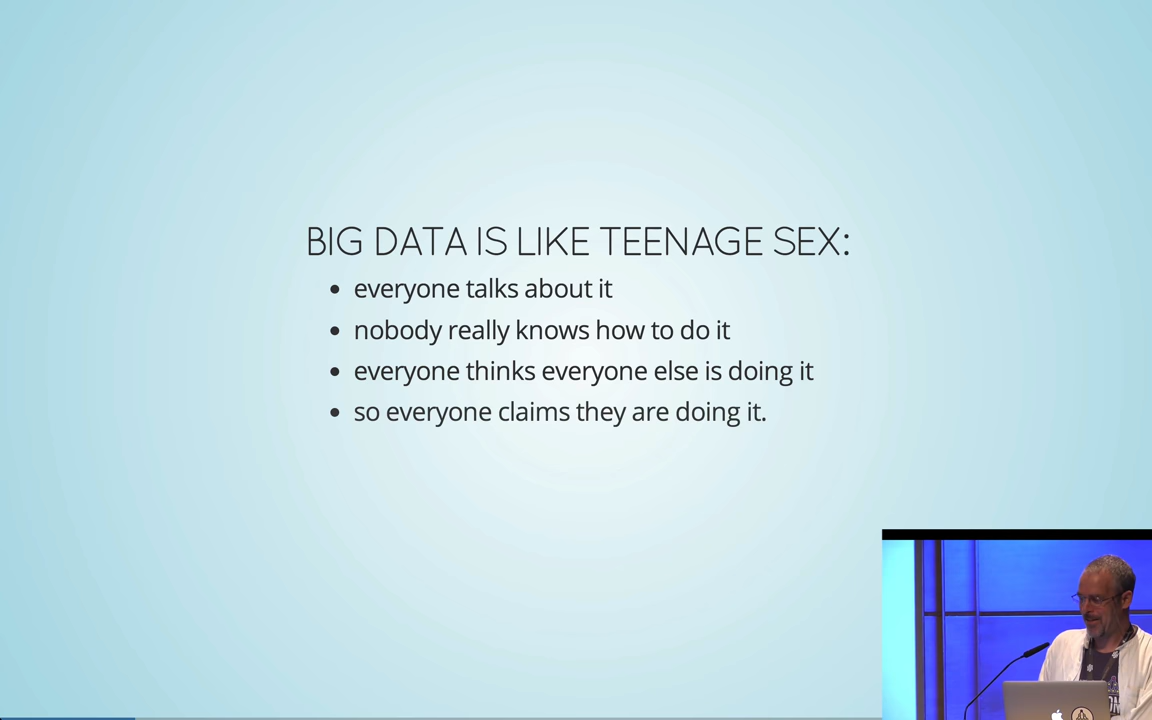 BIG DATA IS LIKE TEENAGE SEX:
everyone talks about it
nobody really knows how to do it
everyone thinks everyone else is doing it
so everyone claims they are doing it.